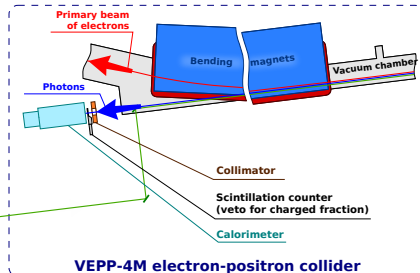 Primary beam
of electrons
Bending magnets
Vacuum chamber
Photons
Collimator
Scintillation counter
(veto for charged fraction)
Calorimeter
VEPP-4M electron-positron collider